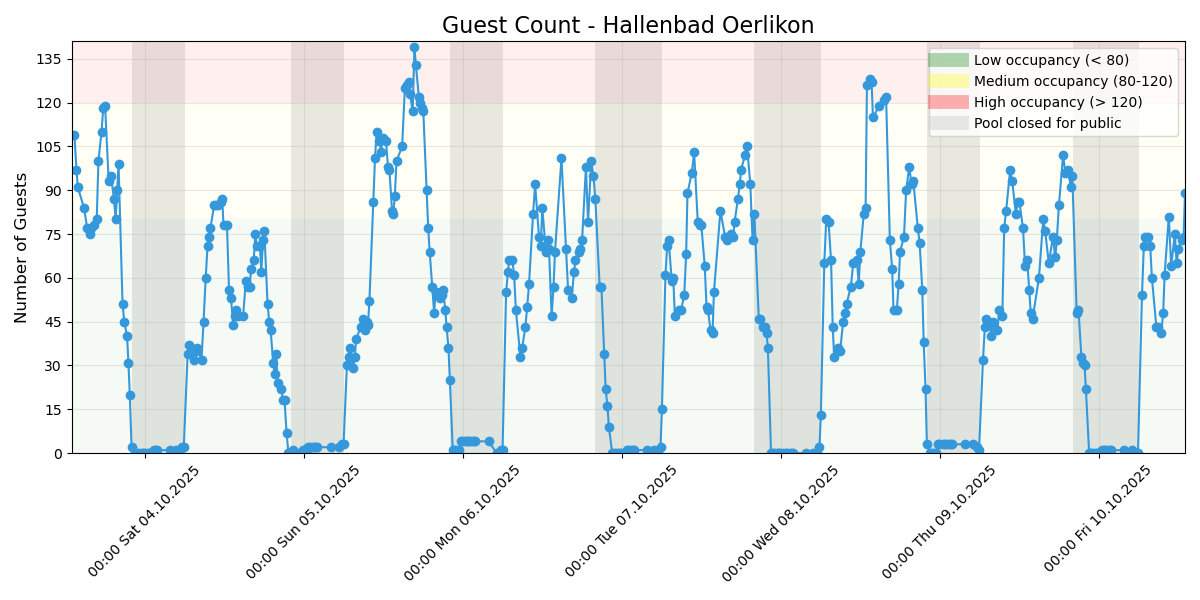 Guest Count - Hallenbad Oerlikon
Number of Guests
135
120
105
90
75
60
45
30
15
0
Low occupancy (< 80)
Medium occupancy (80-120)
High occupancy (> 120)
Pool closed for public
00:00 Sat 04.10.2025
00:00 Sun 05.10.2025
00:00 Mon 06.10.2025
00:00 Tue 07.10.2025
00:00 Wed 08.10.2025
00:00 Thu 09.10.2025
00:00 Fri 10.10.2025